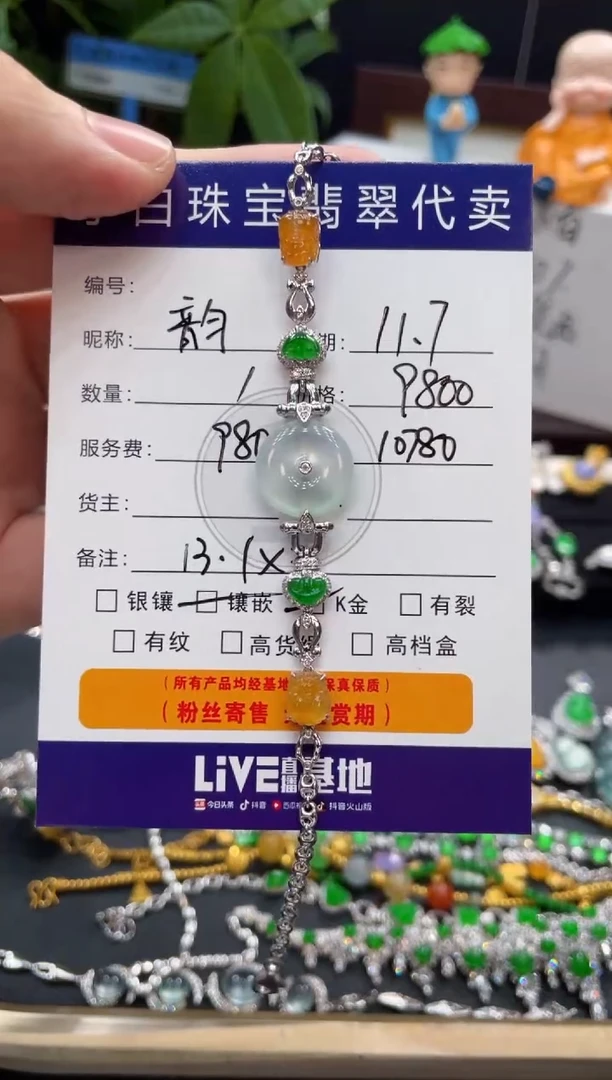 白珠宝翡翠代卖
编号:
昵称: 韵 期: 11.7
数量: 1 价格: 9800
服务费: 980 10780
货主:
备注: 13.1×
银镶 镶嵌 K金 有裂
有纹 高货 高档盒
(所有产品均经基地 保真保质)
(粉丝寄售 赏期)
LiVE直播基地
今日头条 抖音 西瓜 抖音火山版